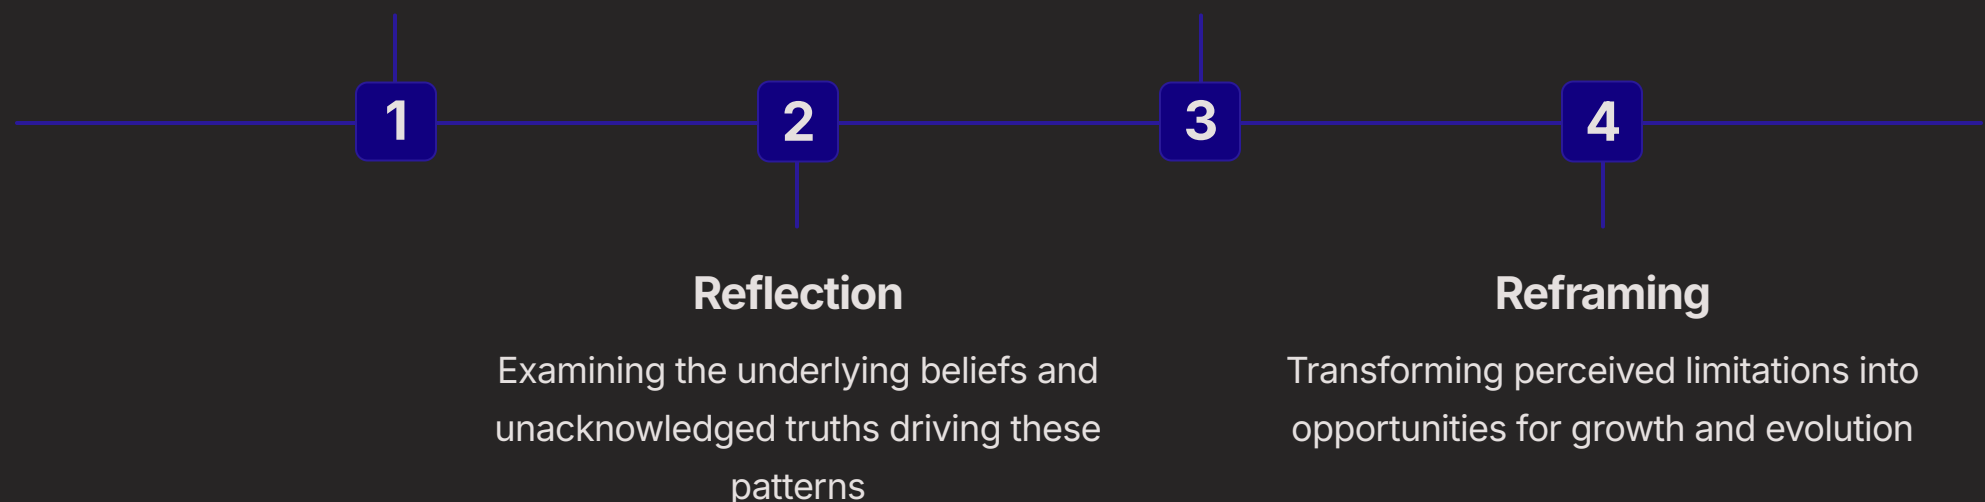 1
2
3
4
Reflection
Examining the underlying beliefs and
unacknowledged truths driving these
patterns
Reframing
Transforming perceived limitations into
opportunities for growth and evolution